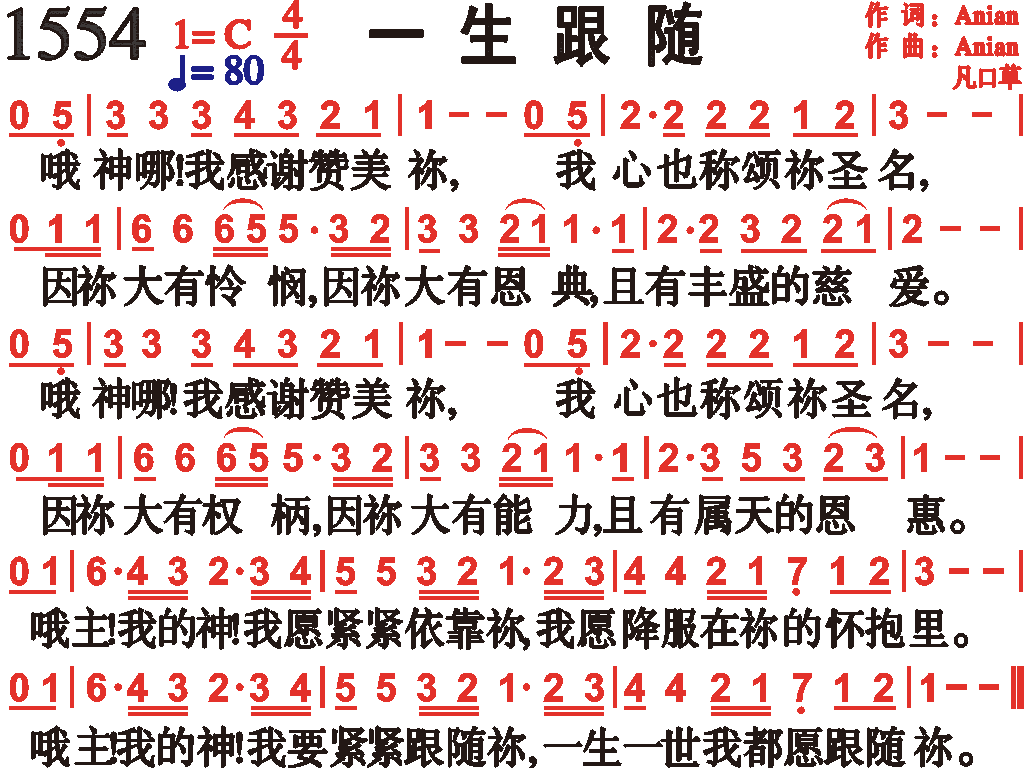 1554 1=C 4/4 一生跟随 作词：Anian
♩=80 作曲：Anian
凡口草
0 5 | 3 3 3 3 4 3 2 1 | 1 - - 0 5 | 2·2 2 2 1 2 | 3 - - |
哦神哪!我感谢赞美祢, 我心也称颂祢圣名,
0 1 1 | 6 6 6 5 5·3 2 | 3 3 2 1 1·1 | 2·2 3 2 2 1 | 2 - - |
因祢大有怜悯,因祢大有恩典,且有丰盛的慈爱。
0 5 | 3 3 3 4 3 2 1 | 1 - - 0 5 | 2·2 2 2 1 2 | 3 - - |
哦神哪!我感谢赞美祢, 我心也称颂祢圣名,
0 1 1 | 6 6 6 5 5·3 2 | 3 3 2 1 1·1 | 2·3 5 3 2 3 | 1 - - |
因祢大有权柄,因祢大有能力,且有属天的恩惠。
0 1 | 6·4 3 2·3 4 | 5 5 3 2 1·2 3 | 4 4 2 1 7 1 2 | 3 - - |
哦主!我的神!我愿紧紧依靠祢,我愿降服在祢的怀抱里。
0 1 | 6·4 3 2·3 4 | 5 5 3 2 1·2 3 | 4 4 2 1 7 1 2 | 1 - - ‖
哦主!我的神!我要紧紧跟随祢,一生一世我都愿跟随祢。